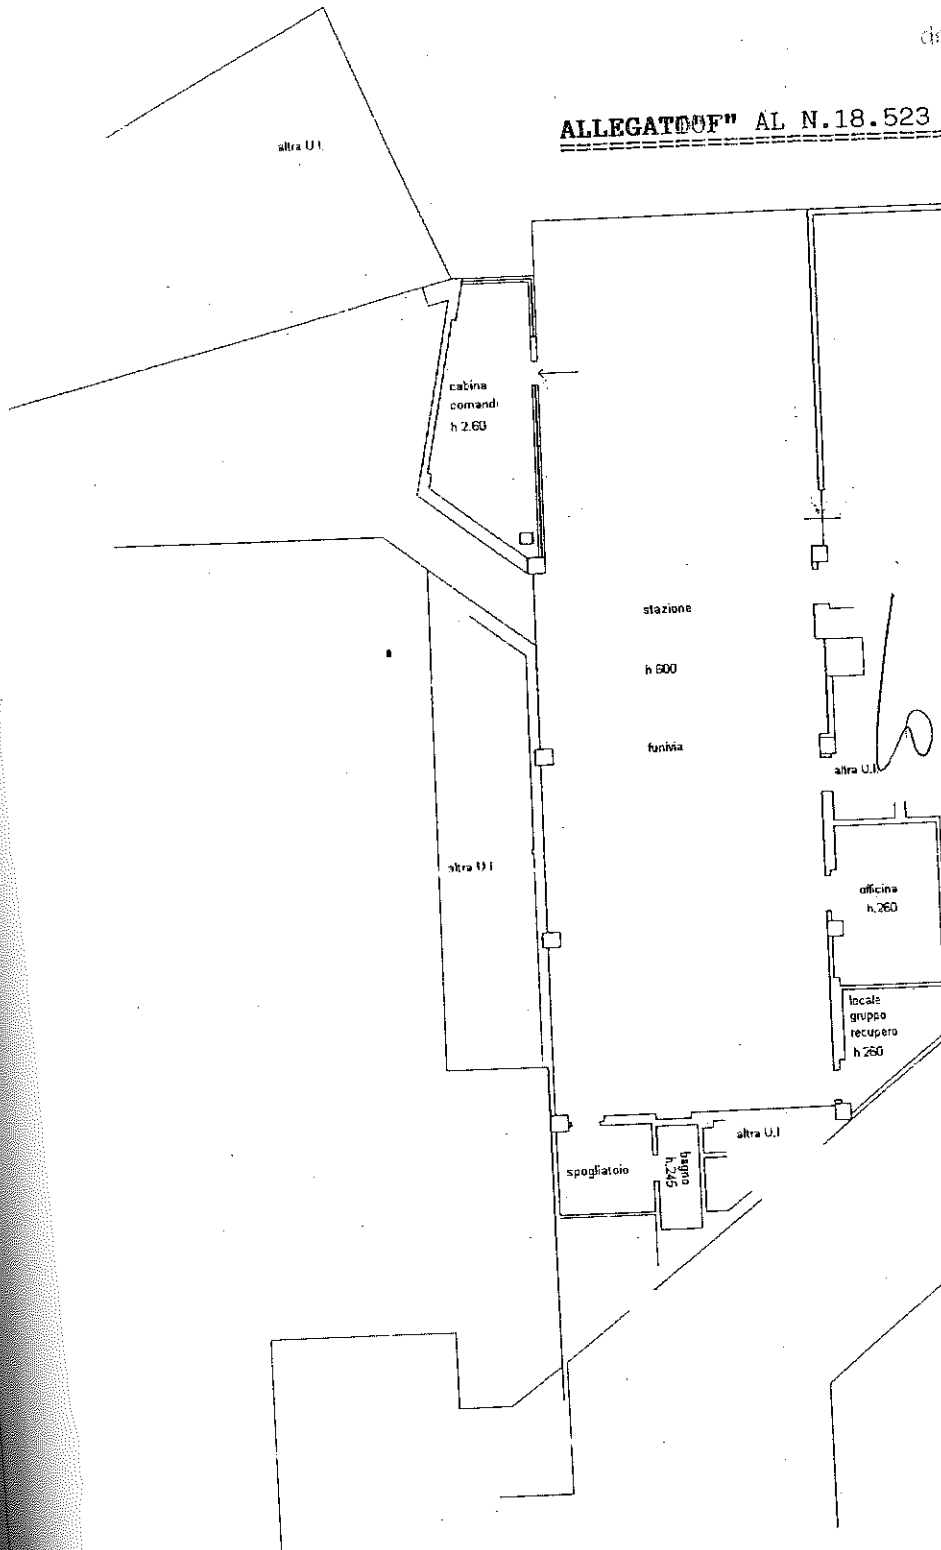 ALLEGATO"F" AL N.18.523
altra U.I.
cabina
comandi
h 2.60
stazione
h 600
funivia
altra U.I.
altra U.I
officina
h.260
locale
gruppo
recupero
h 260
altra U.I
spogliatoio
bagno
h.245